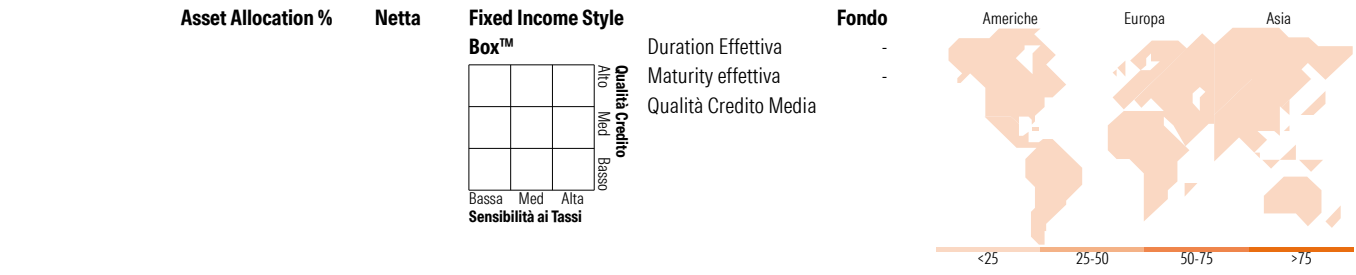 Asset Allocation % Netta
Fixed Income Style
Box™
Alto Med Basso
Qualità Credito
Bassa Med Alta
Sensibilità ai Tassi
Fondo
Duration Effettiva -
Maturity effettiva -
Qualità Credito Media
Americhe Europa Asia
<25 25-50 50-75 >75